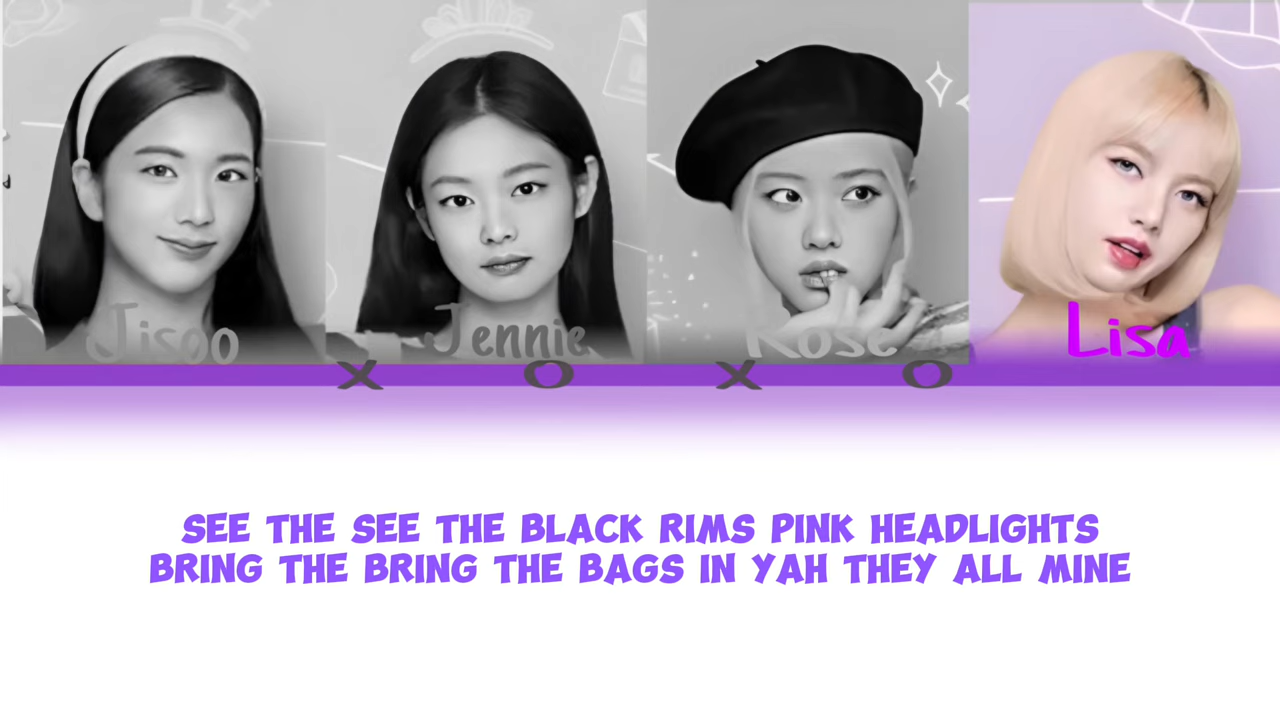 Jisoo Jennie Rosé Lisa
X O X O
SEE THE SEE THE BLACK RIMS PINK HEADLIGHTS
BRING THE BRING THE BAGS IN YAH THEY ALL MINE